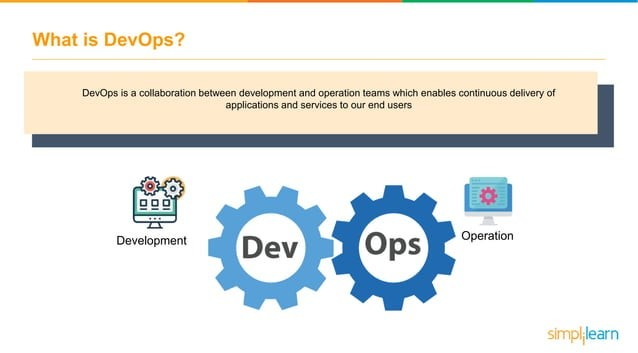 What is DevOps?
DevOps is a collaboration between development and operation teams which enables continuous delivery of
applications and services to our end users
Development
Dev
Ops
Operation
simplilearn